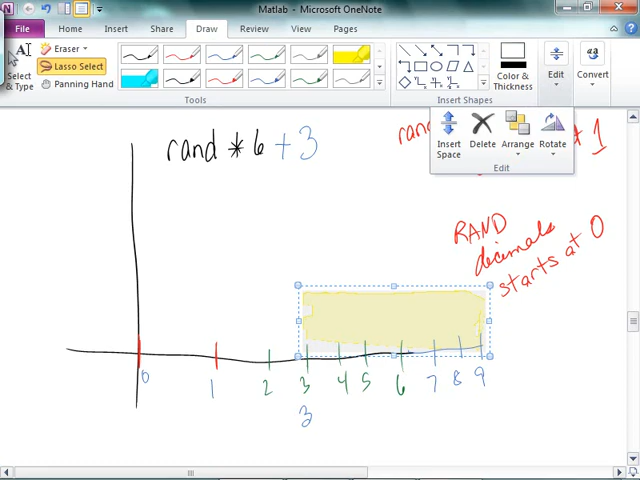 Matlab - Microsoft OneNote
File Home Insert Share Draw Review View
Select & Type
Eraser
Lasso Select
Panning Hand
Tools
Insert Shapes
Color & Thickness
Edit
Convert
Insert Space
Delete
Arrange
Rotate
Edit
rand * 6 + 3
1
RAND
decimals
starts at 0
0 1 2 3 4 5 6 7 8 9
3